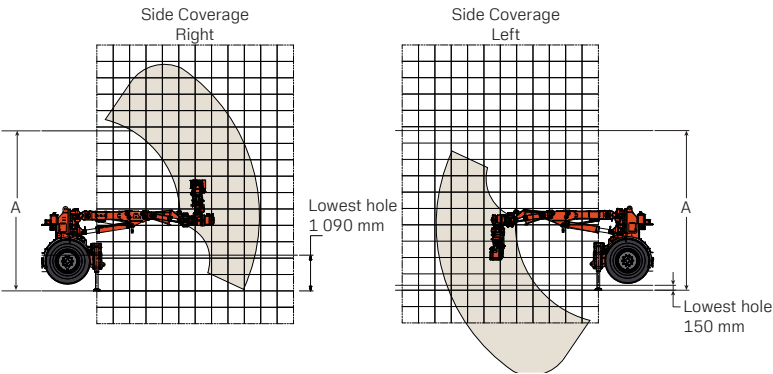 Side Coverage
Right
Side Coverage
Left
A
Lowest hole
1 090 mm
A
Lowest hole
150 mm